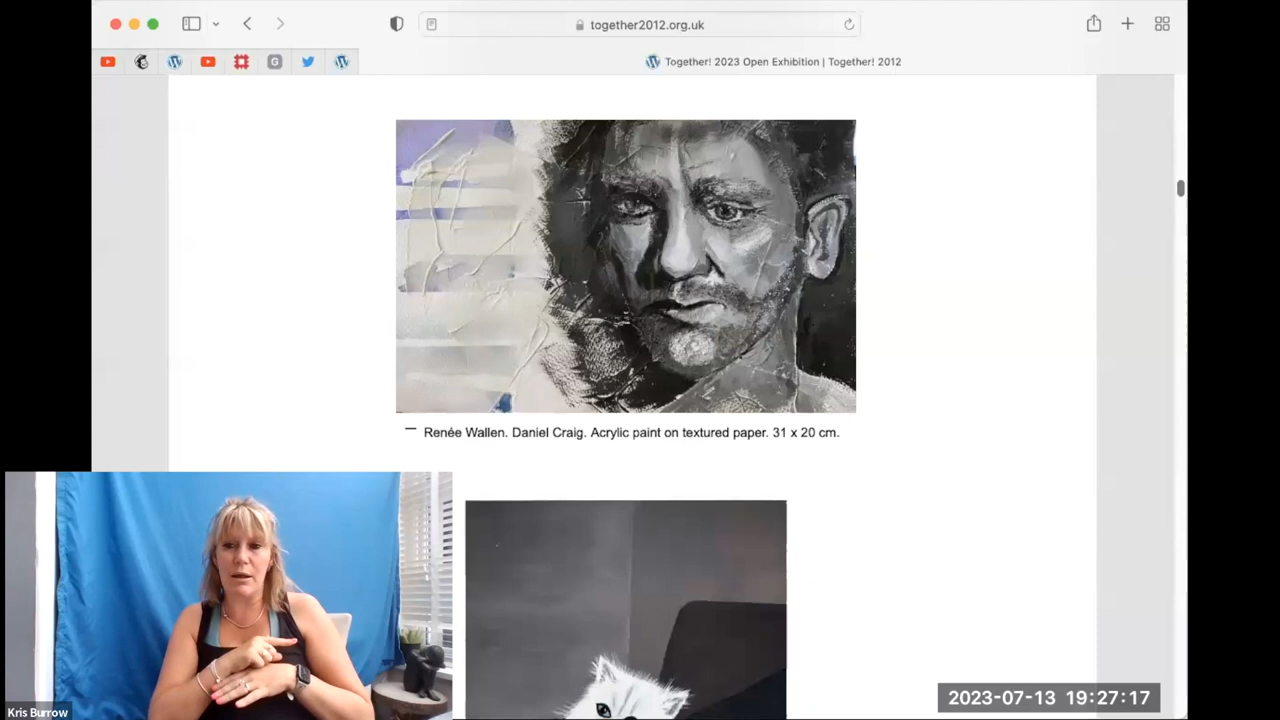 together2012.org.uk
Together! 2023 Open Exhibition | Together! 2012
Renée Wallen. Daniel Craig. Acrylic paint on textured paper. 31 x 20 cm.
Kris Burrow
2023-07-13 19:27:17